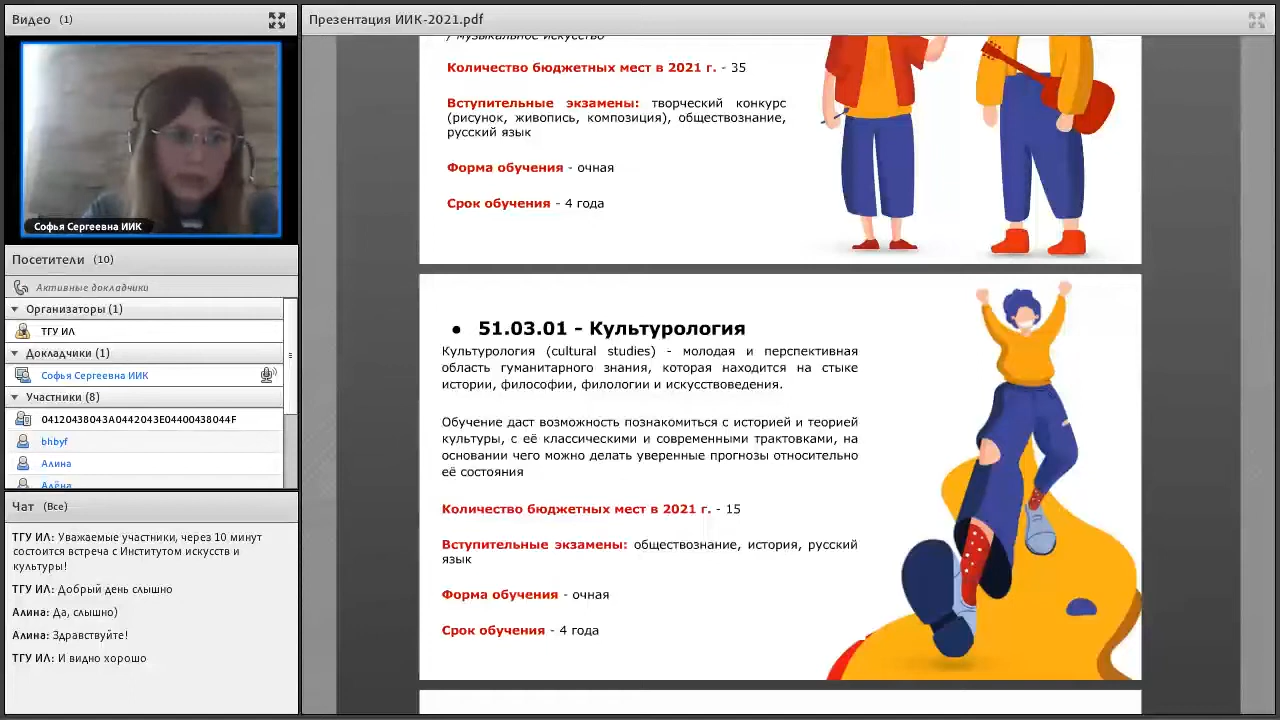 Видео (1)
Софья Сергеевна ИИК
Посетители (10)
Активные докладчики
Организаторы (1)
ТГУ ИЛ
Докладчики (1)
Софья Сергеевна ИИК
Участники (8)
04120438043A0442043E04400438044F
bhbyf
Алина
Алёна
Чат (Все)
ТГУ ИЛ: Уважаемые участники, через 10 минут
состоится встреча с Институтом искусств и
культуры!
ТГУ ИЛ: Добрый день слышно
Алина: Да, слышно)
Алина: Здравствуйте!
ТГУ ИЛ: И видно хорошо
Презентация ИИК-2021.pdf
/ музыкальное искусство
Количество бюджетных мест в 2021 г. - 35
Вступительные экзамены: творческий конкурс
(рисунок, живопись, композиция), обществознание,
русский язык
Форма обучения - очная
Срок обучения - 4 года
● 51.03.01 - Культурология
Культурология (cultural studies) - молодая и перспективная
область гуманитарного знания, которая находится на стыке
истории, философии, филологии и искусствоведения.
Обучение даст возможность познакомиться с историей и теорией
культуры, с её классическими и современными трактовками, на
основании чего можно делать уверенные прогнозы относительно
её состояния
Количество бюджетных мест в 2021 г. - 15
Вступительные экзамены: обществознание, история, русский
язык
Форма обучения - очная
Срок обучения - 4 года